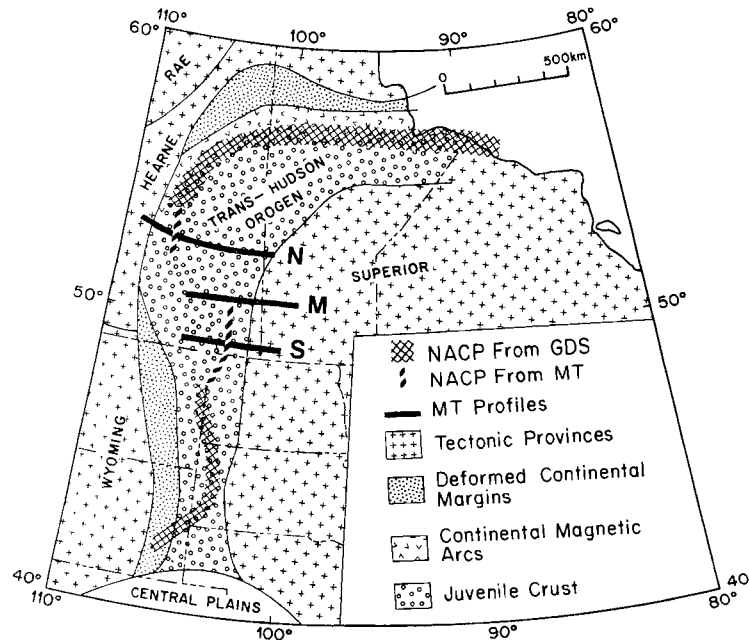 110°
100°
90°
80°
60°
60°
0
500km
RAE
HEARNE
TRANS-HUDSON
OROGEN
N
SUPERIOR
50°
M
50°
S
WYOMING
NACP From GDS
NACP From MT
MT Profiles
Tectonic Provinces
Deformed Continental
Margins
Continental Magnetic
Arcs
Juvenile Crust
40°
110°
CENTRAL PLAINS
100°
90°
40
80°